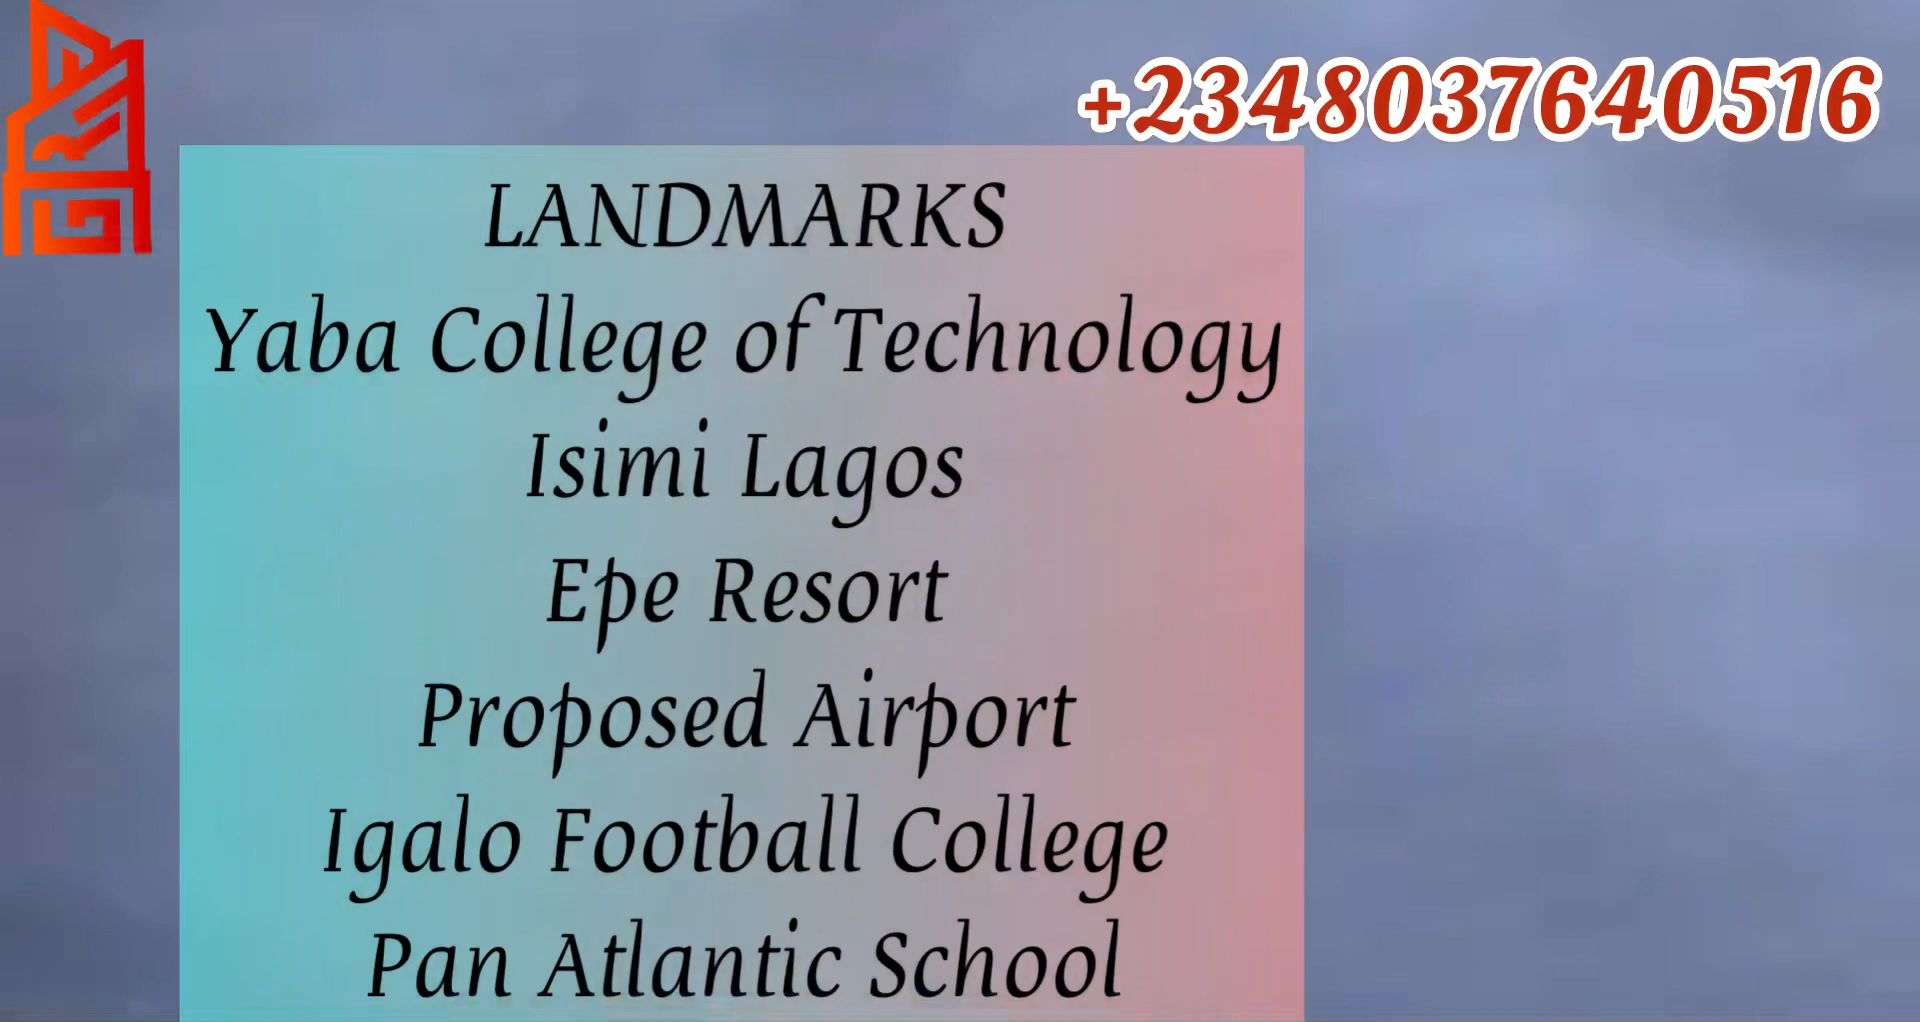 +2348037640516
LANDMARKS
Yaba College of Technology
Isimi Lagos
Epe Resort
Proposed Airport
Igalo Football College
Pan Atlantic School